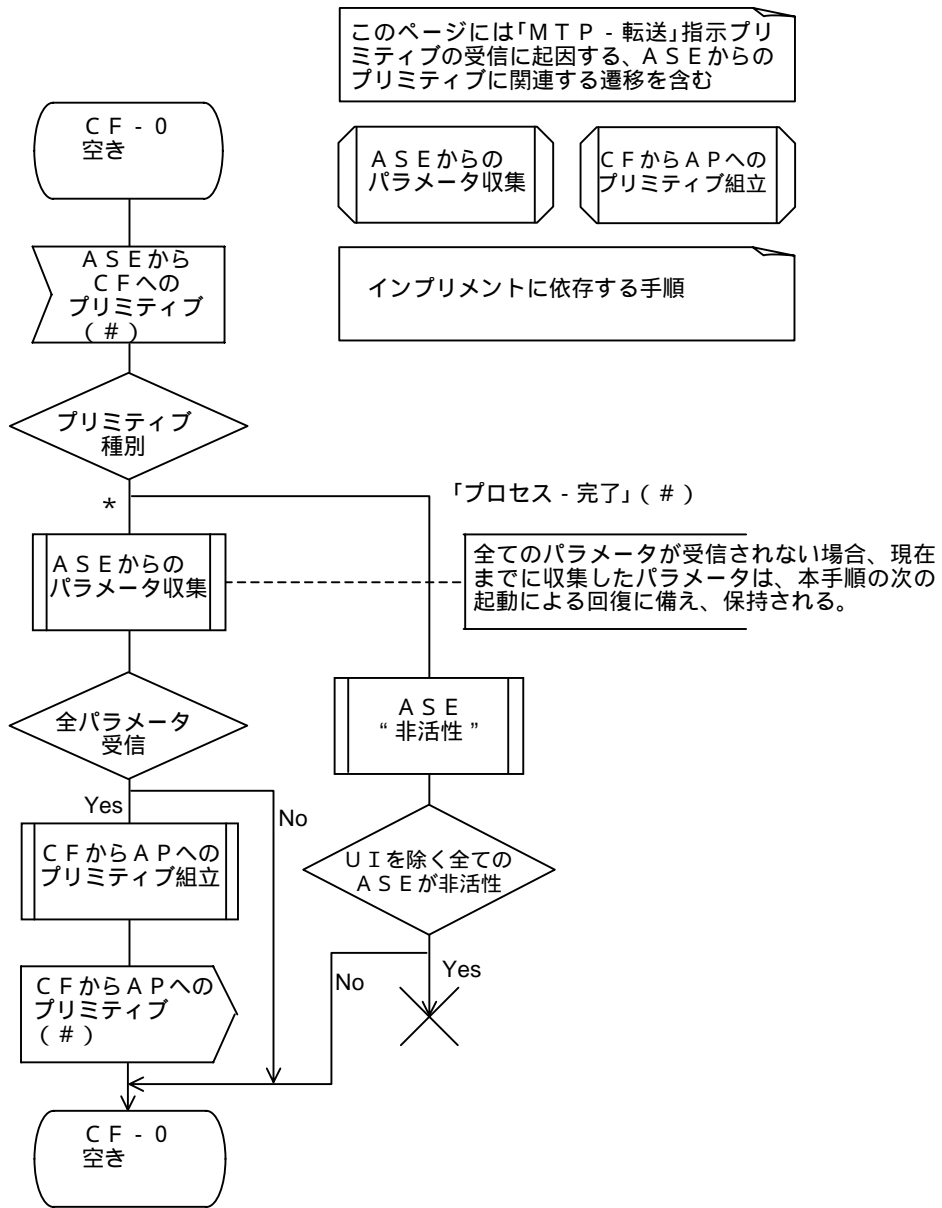 このページには「ＭＴＰ - 転送」指示プリ
ミティブの受信に起因する、ＡＳＥからの
プリミティブに関連する遷移を含む
ＣＦ - 0
空き
ＡＳＥからの
パラメータ収集
ＣＦからＡＰへの
プリミティブ組立
ＡＳＥから
ＣＦへの
プリミティブ
(＃)
インプリメントに依存する手順
プリミティブ
種別
*
「プロセス - 完了」(＃)
ＡＳＥからの
パラメータ収集
全てのパラメータが受信されない場合、現在
までに収集したパラメータは、本手順の次の
起動による回復に備え、保持される。
全パラメータ
受信
ＡＳＥ
“非活性”
Yes
No
ＣＦからＡＰへの
プリミティブ組立
ＵＩを除く全ての
ＡＳＥが非活性
ＣＦからＡＰへの
プリミティブ
(＃)
No
Yes
ＣＦ - 0
空き